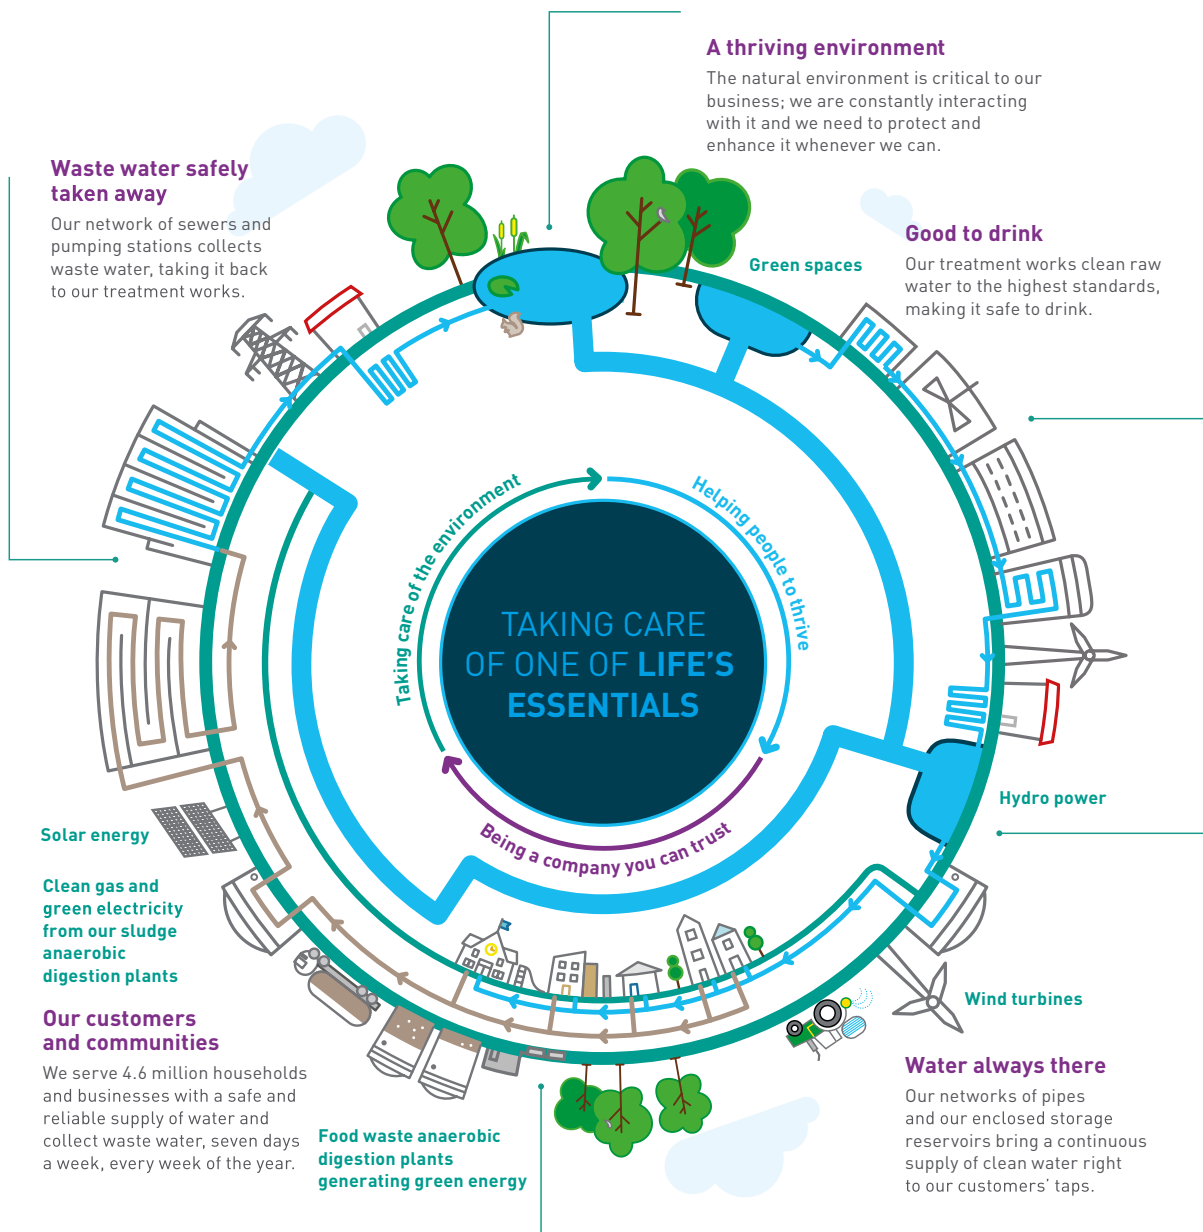 A thriving environment
The natural environment is critical to our
business; we are constantly interacting
with it and we need to protect and
enhance it whenever we can.
Waste water safely
taken away
Our network of sewers and
pumping stations collects
waste water, taking it back
to our treatment works.
Green spaces
Good to drink
Our treatment works clean raw
water to the highest standards,
making it safe to drink.
Taking care of the environment
Helping people to thrive
TAKING CARE
OF ONE OF LIFE'S
ESSENTIALS
Being a company you can trust
Hydro power
Solar energy
Clean gas and
green electricity
from our sludge
anaerobic
digestion plants
Wind turbines
Our customers
and communities
We serve 4.6 million households
and businesses with a safe and
reliable supply of water and
collect waste water, seven days
a week, every week of the year.
Food waste anaerobic
digestion plants
generating green energy
Water always there
Our networks of pipes
and our enclosed storage
reservoirs bring a continuous
supply of clean water right
to our customers' taps.